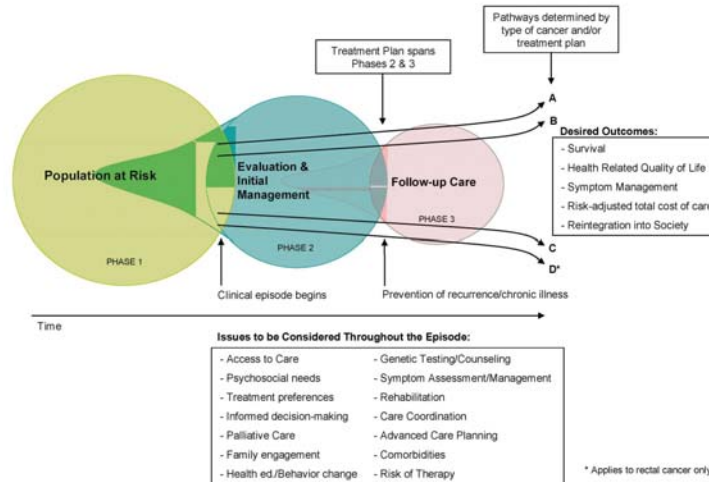 Pathways determined by
type of cancer and/or
treatment plan
Treatment Plan spans
Phases 2 & 3
A
B
Desired Outcomes:
- Survival
- Health Related Quality of Life
- Symptom Management
- Risk-adjusted total cost of care
- Reintegration into Society
Population at Risk
Evaluation &
Initial
Management
Follow-up Care
PHASE 1
PHASE 2
PHASE 3
C
D*
Clinical episode begins
Prevention of recurrence/chronic illness
Time
Issues to be Considered Throughout the Episode:
- Access to Care
- Psychosocial needs
- Treatment preferences
- Informed decision-making
- Palliative Care
- Family engagement
- Health ed./Behavior change
- Genetic Testing/Counseling
- Symptom Assessment/Management
- Rehabilitation
- Care Coordination
- Advanced Care Planning
- Comorbidities
- Risk of Therapy
* Applies to rectal cancer only